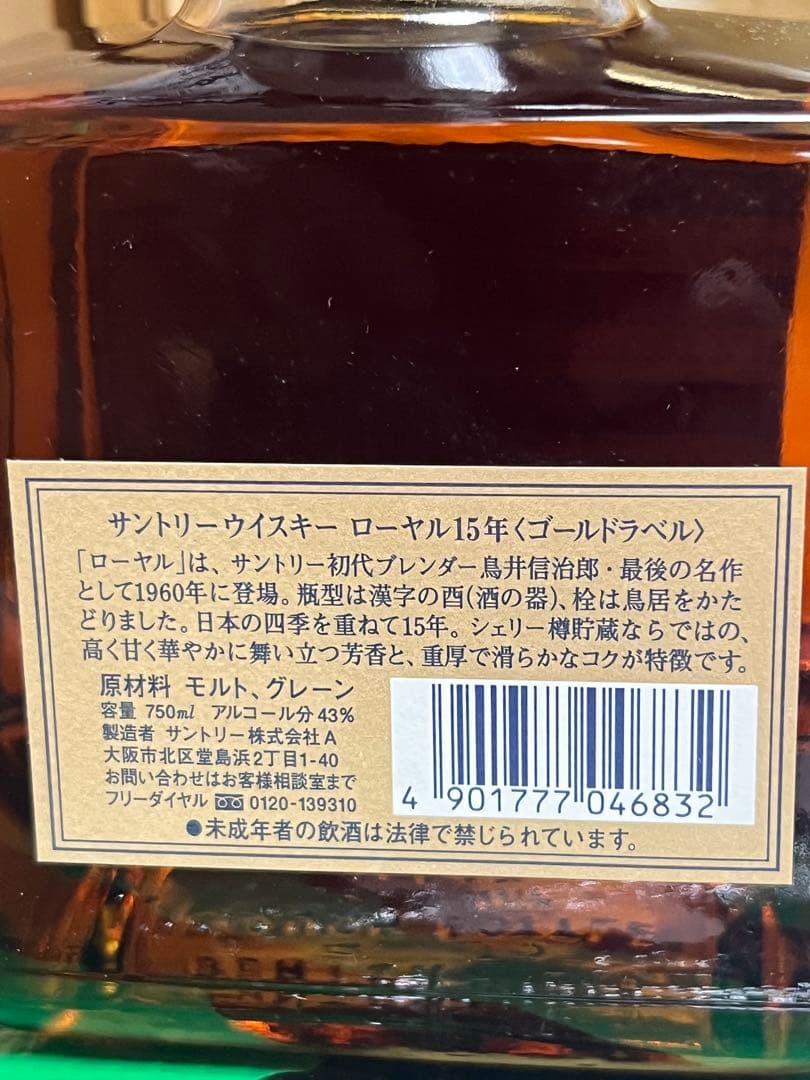 サントリーウイスキー ローヤル15年〈ゴールドラベル〉
「ローヤル」は、サントリー初代ブレンダー鳥井信治郎・最後の名作
として1960年に登場。瓶型は漢字の酉(酒の器)、栓は鳥居をかた
どりました。日本の四季を重ねて15年。シェリー樽貯蔵ならではの、
高く甘く華やかに舞い立つ芳香と、重厚で滑らかなコクが特徴です。
原材料 モルト、グレーン
容量 750ml アルコール分 43%
製造者 サントリー株式会社A
大阪市北区堂島浜2丁目1-40
お問い合わせはお客様相談室まで
フリーダイヤル 0120-139310
4 901777 046832
●未成年者の飲酒は法律で禁じられています。